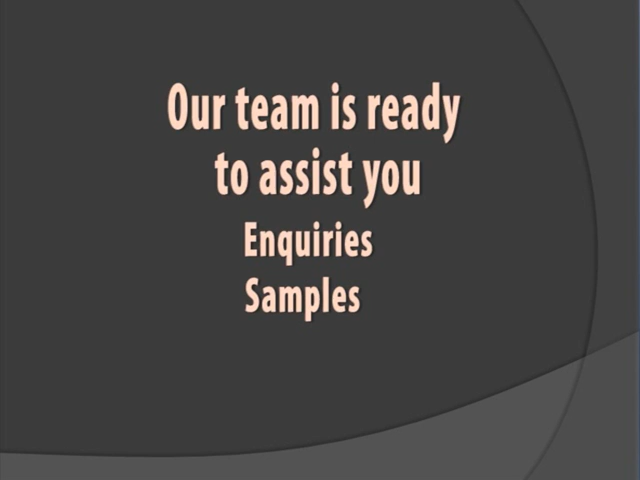 Our team is ready
to assist you
Enquiries
Samples